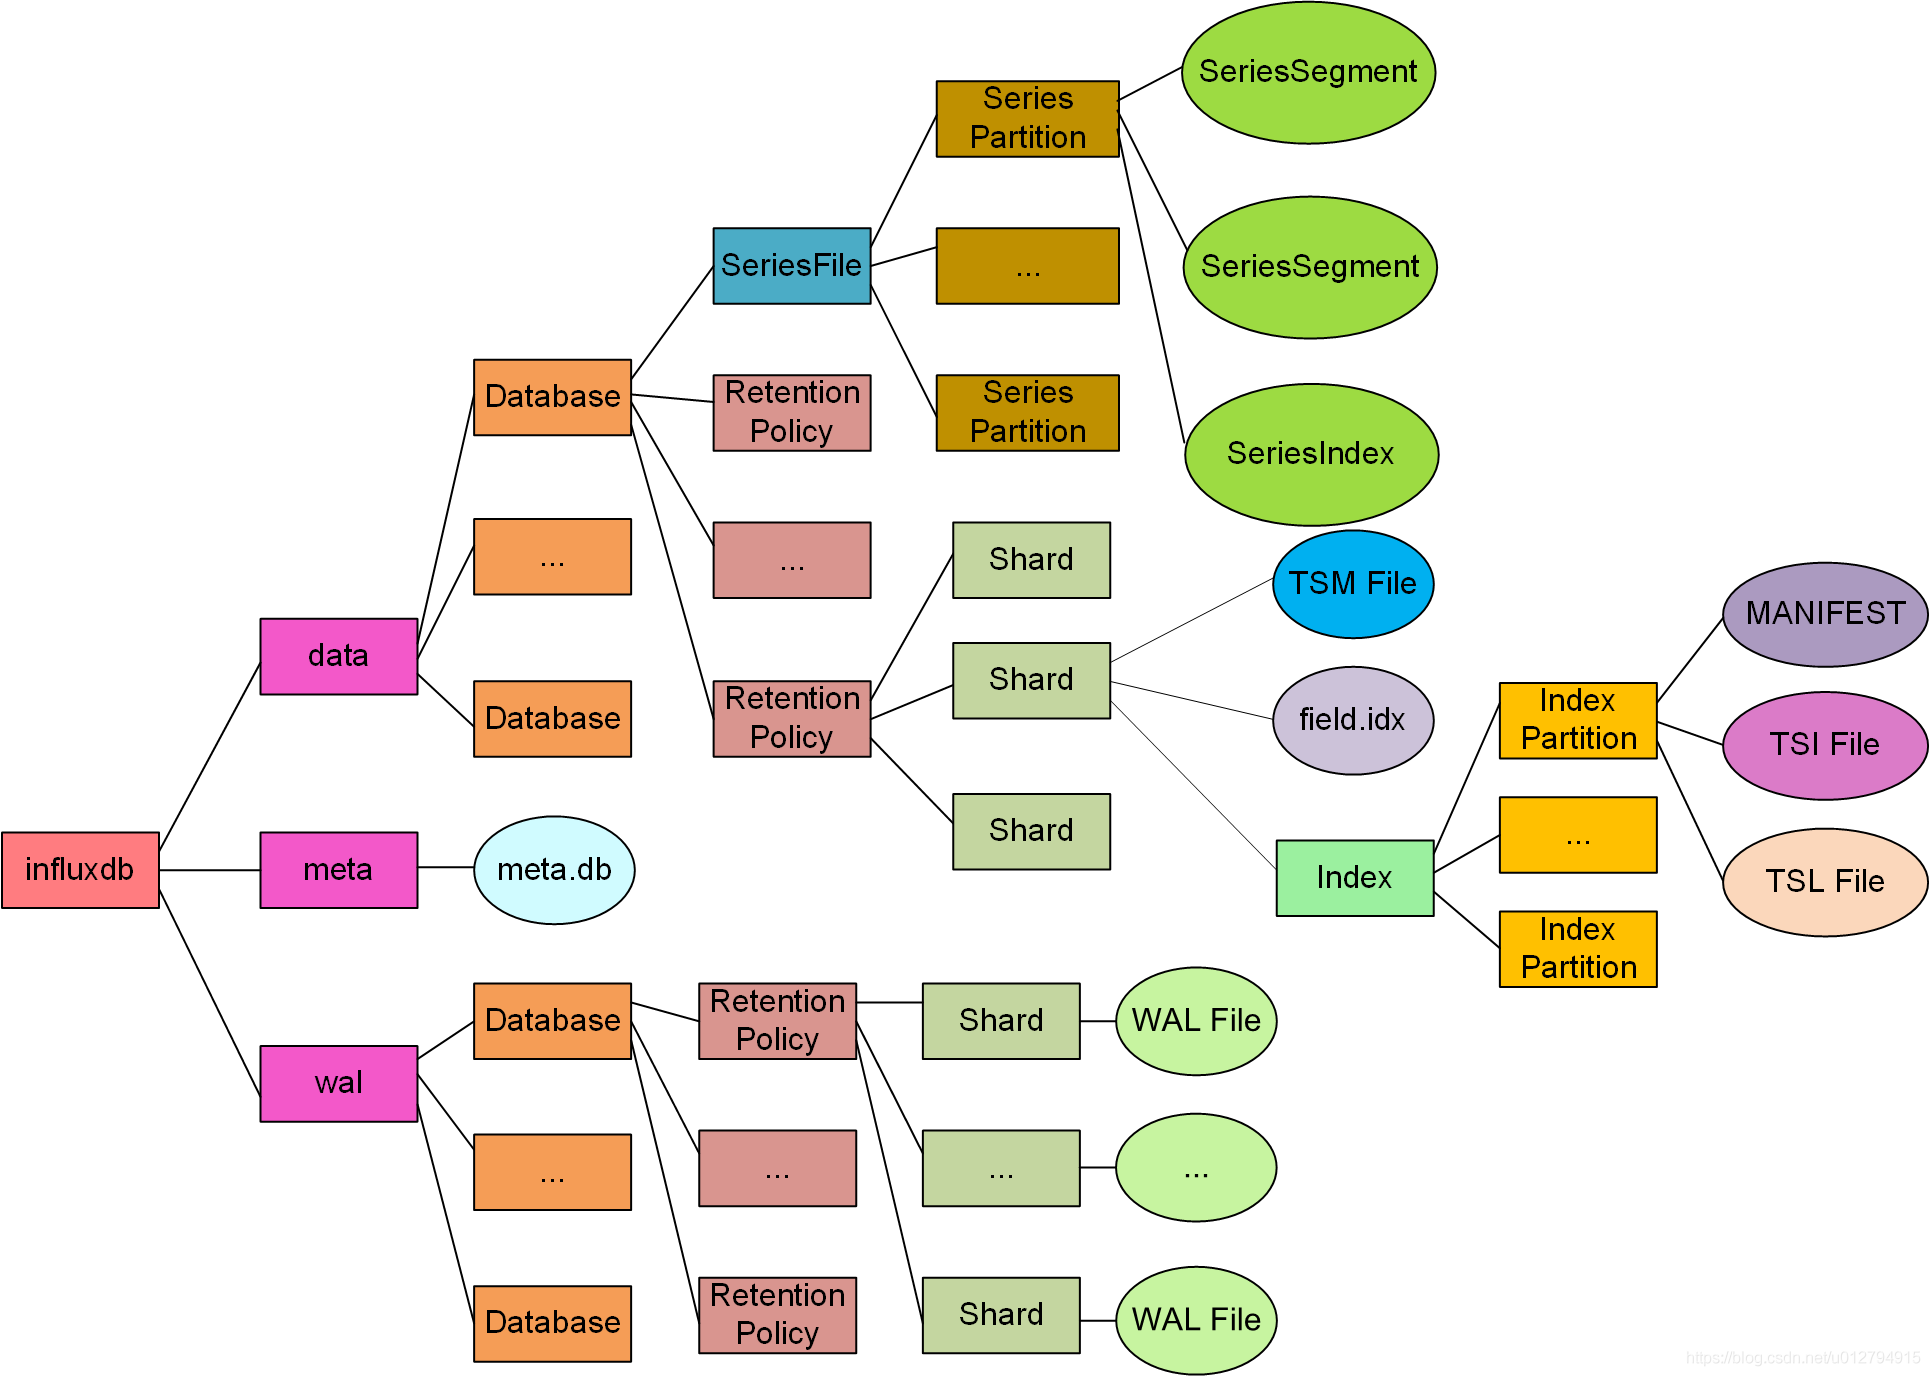 SeriesSegment
Series
Partition
SeriesSegment
SeriesFile
...
Database
Retention
Policy
Series
Partition
SeriesIndex
...
...
Shard
TSM File
MANIFEST
data
Database
Retention
Policy
Shard
field.idx
Index
Partition
TSI File
influxdb
meta
meta.db
Shard
Index
...
TSL File
Index
Partition
Database
Retention
Policy
Shard
WAL File
wal
...
...
...
...
Database
Retention
Policy
Shard
WAL File
https://blog.csdn.net/u012794915